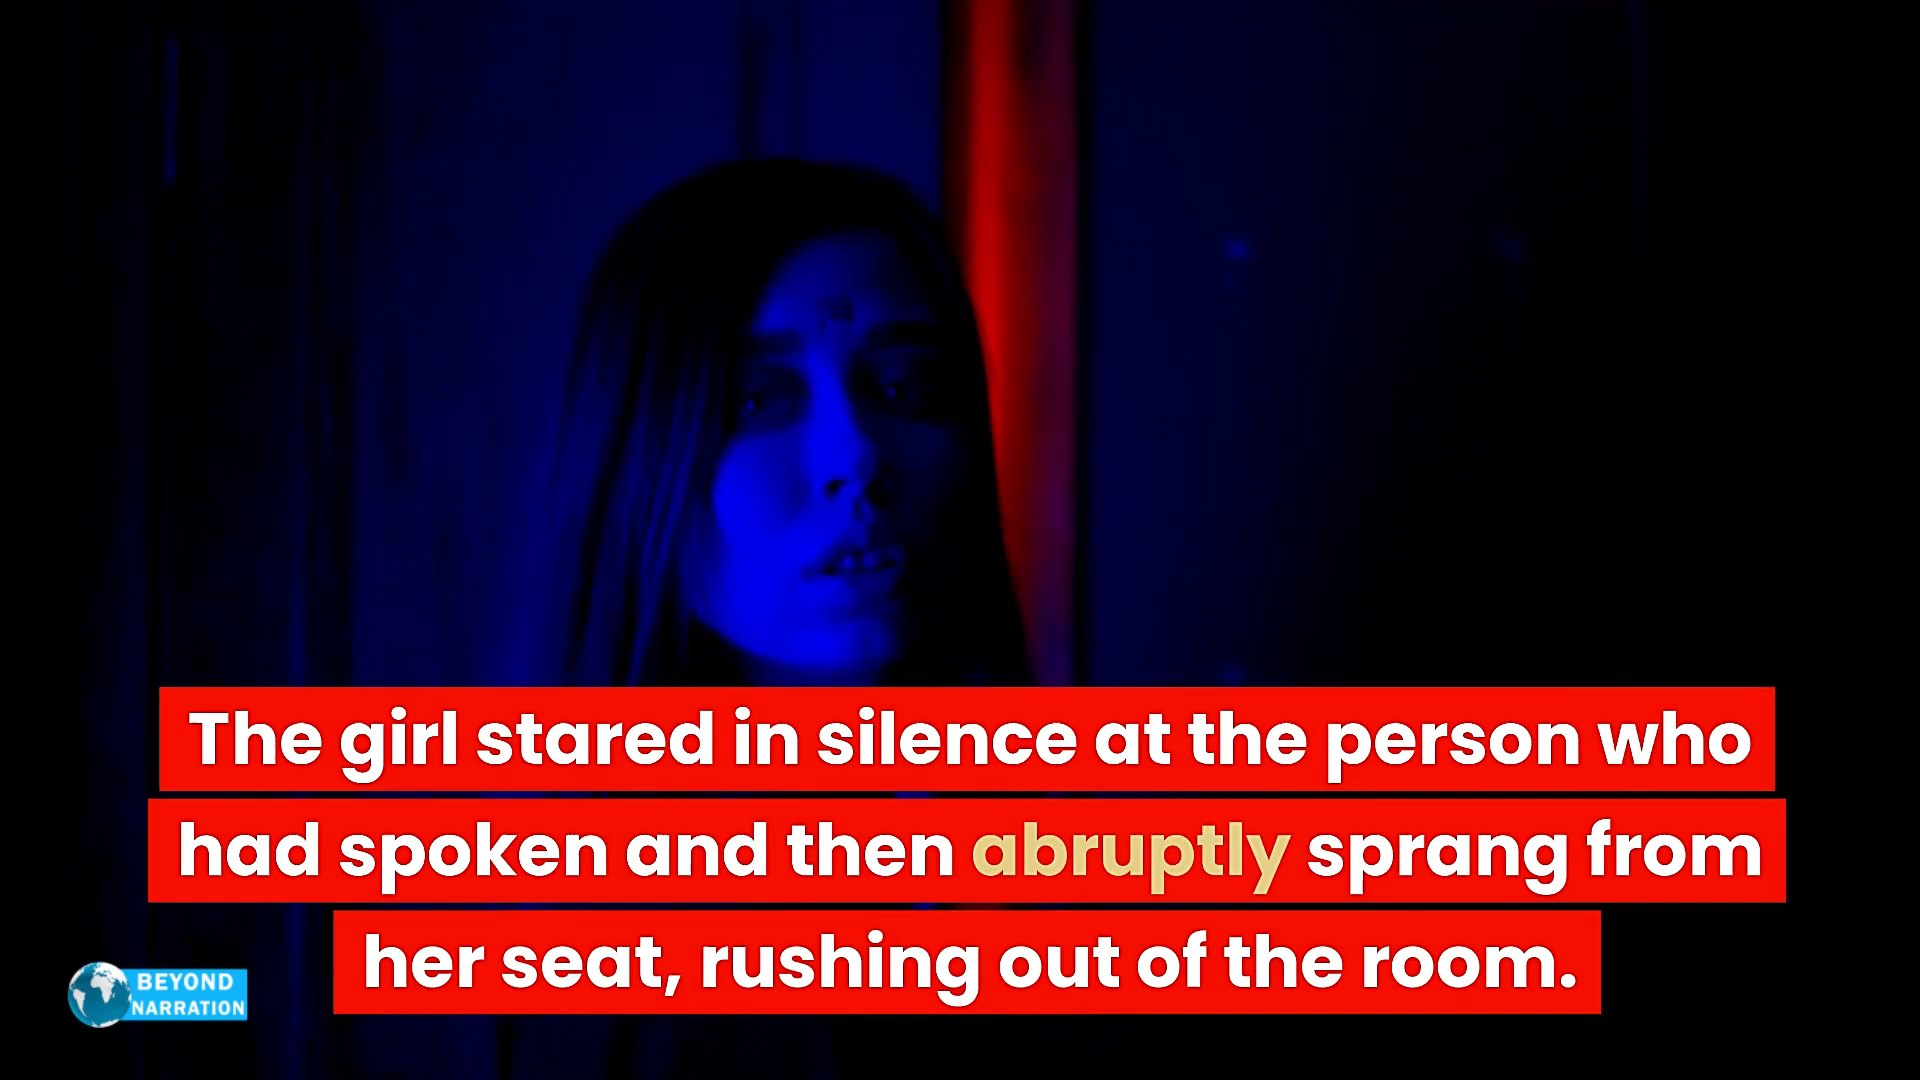 The girl stared in silence at the person who
had spoken and then abruptly sprang from
her seat, rushing out of the room.
BEYOND
NARRATION